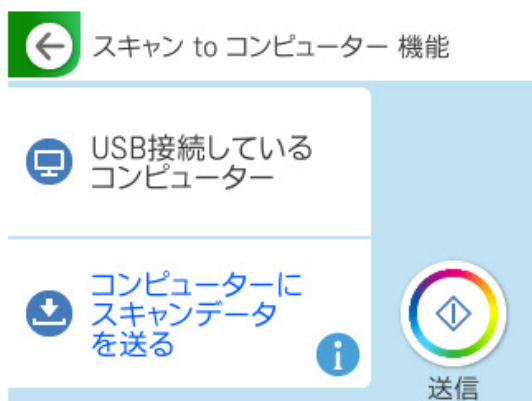 スキャン to コンピューター 機能
USB接続している
コンピューター
コンピューターに
スキャンデータ
を送る
送信